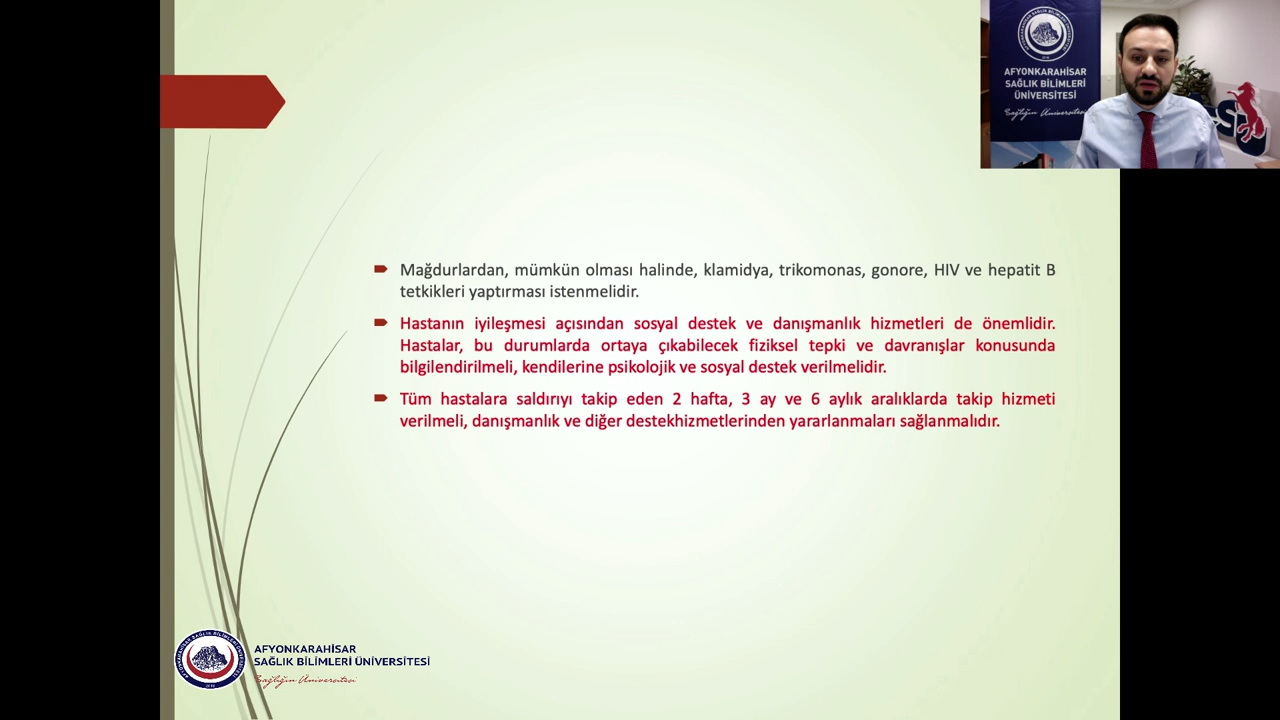 AFYONKARAHİSAR
SAĞLIK BİLİMLERİ
ÜNİVERSİTESİ
Sağlığın Üniversitesi
Mağdurlardan, mümkün olması halinde, klamidya, trikomonas, gonore, HIV ve hepatit B
tetkikleri yaptırması istenmelidir.
Hastanın iyileşmesi açısından sosyal destek ve danışmanlık hizmetleri de önemlidir.
Hastalar, bu durumlarda ortaya çıkabilecek fiziksel tepki ve davranışlar konusunda
bilgilendirilmeli, kendilerine psikolojik ve sosyal destek verilmelidir.
Tüm hastalara saldırıyı takip eden 2 hafta, 3 ay ve 6 aylık aralıklarda takip hizmeti
verilmeli, danışmanlık ve diğer destekhizmetlerinden yararlanmaları sağlanmalıdır.
AFYONKARAHİSAR
SAĞLIK BİLİMLERİ ÜNİVERSİTESİ
Sağlığın Üniversitesi